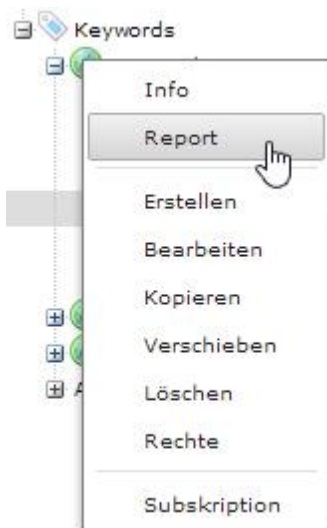 Keywords
Info
Report
Erstellen
Bearbeiten
Kopieren
Verschieben
Löschen
Rechte
Subskription